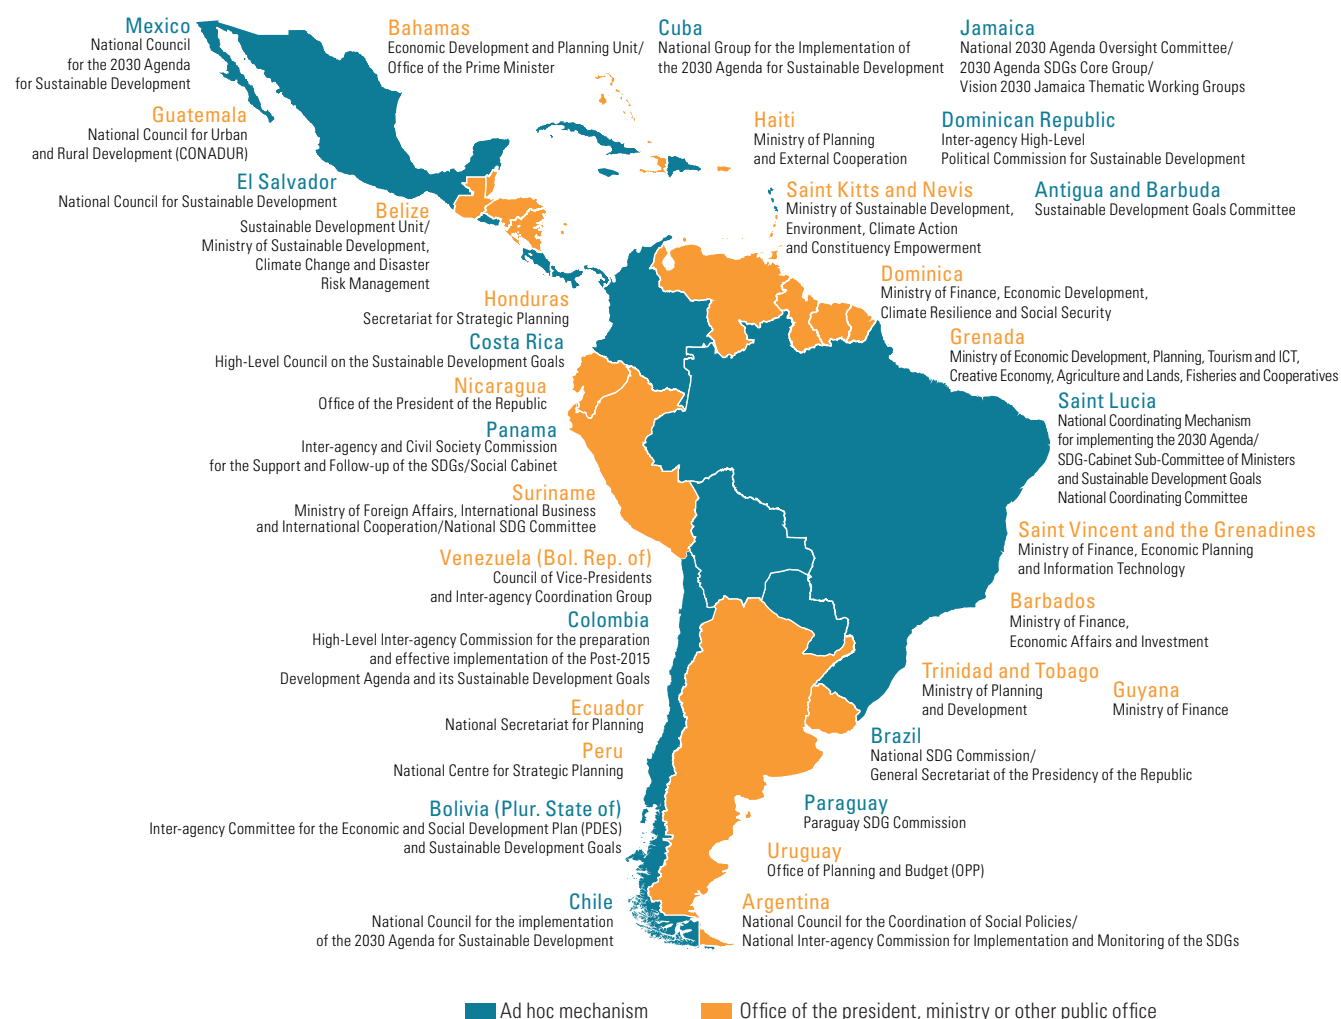 Mexico
National Council
for the 2030 Agenda
for Sustainable Development
Bahamas
Economic Development and Planning Unit/
Office of the Prime Minister
Cuba
National Group for the Implementation of
the 2030 Agenda for Sustainable Development
Jamaica
National 2030 Agenda Oversight Committee/
2030 Agenda SDGs Core Group/
Vision 2030 Jamaica Thematic Working Groups
Guatemala
National Council for Urban
and Rural Development (CONADUR)
Haiti
Ministry of Planning
and External Cooperation
Dominican Republic
Inter-agency High-Level
Political Commission for Sustainable Development
El Salvador
National Council for Sustainable Development
Saint Kitts and Nevis
Ministry of Sustainable Development,
Environment, Climate Action
and Constituency Empowerment
Antigua and Barbuda
Sustainable Development Goals Committee
Belize
Sustainable Development Unit/
Ministry of Sustainable Development,
Climate Change and Disaster
Risk Management
Dominica
Ministry of Finance, Economic Development,
Climate Resilience and Social Security
Honduras
Secretariat for Strategic Planning
Grenada
Ministry of Economic Development, Planning, Tourism and ICT,
Creative Economy, Agriculture and Lands, Fisheries and Cooperatives
Costa Rica
High-Level Council on the Sustainable Development Goals
Nicaragua
Office of the President of the Republic
Saint Lucia
National Coordinating Mechanism
for implementing the 2030 Agenda/
SDG-Cabinet Sub-Committee of Ministers
and Sustainable Development Goals
National Coordinating Committee
Panama
Inter-agency and Civil Society Commission
for the Support and Follow-up of the SDGs/Social Cabinet
Suriname
Ministry of Foreign Affairs, International Business
and International Cooperation/National SDG Committee
Saint Vincent and the Grenadines
Ministry of Finance, Economic Planning
and Information Technology
Venezuela (Bol. Rep. of)
Council of Vice-Presidents
and Inter-agency Coordination Group
Barbados
Ministry of Finance,
Economic Affairs and Investment
Colombia
High-Level Inter-agency Commission for the preparation
and effective implementation of the Post-2015
Development Agenda and its Sustainable Development Goals
Trinidad and Tobago
Ministry of Planning
and Development
Guyana
Ministry of Finance
Ecuador
National Secretariat for Planning
Brazil
National SDG Commission/
General Secretariat of the Presidency of the Republic
Peru
National Centre for Strategic Planning
Bolivia (Plur. State of)
Inter-agency Committee for the Economic and Social Development Plan (PDES)
and Sustainable Development Goals
Paraguay
Paraguay SDG Commission
Uruguay
Office of Planning and Budget (OPP)
Chile
National Council for the implementation
of the 2030 Agenda for Sustainable Development
Argentina
National Council for the Coordination of Social Policies/
National Inter-agency Commission for Implementation and Monitoring of the SDGs
Ad hoc mechanism
Office of the president, ministry or other public office